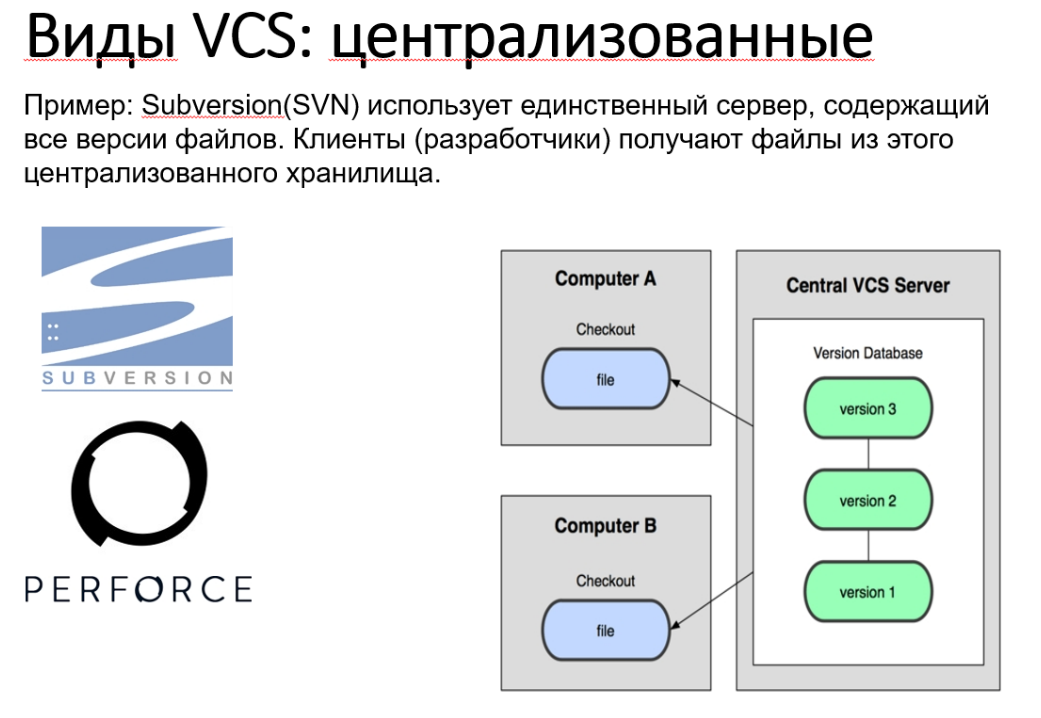 Виды VCS: централизованные
Пример: Subversion(SVN) использует единственный сервер, содержащий
все версии файлов. Клиенты (разработчики) получают файлы из этого
централизованного хранилища.
SUBVERSION
PERFORCE
Computer A
Checkout
file
Computer B
Checkout
file
Central VCS Server
Version Database
version 3
version 2
version 1